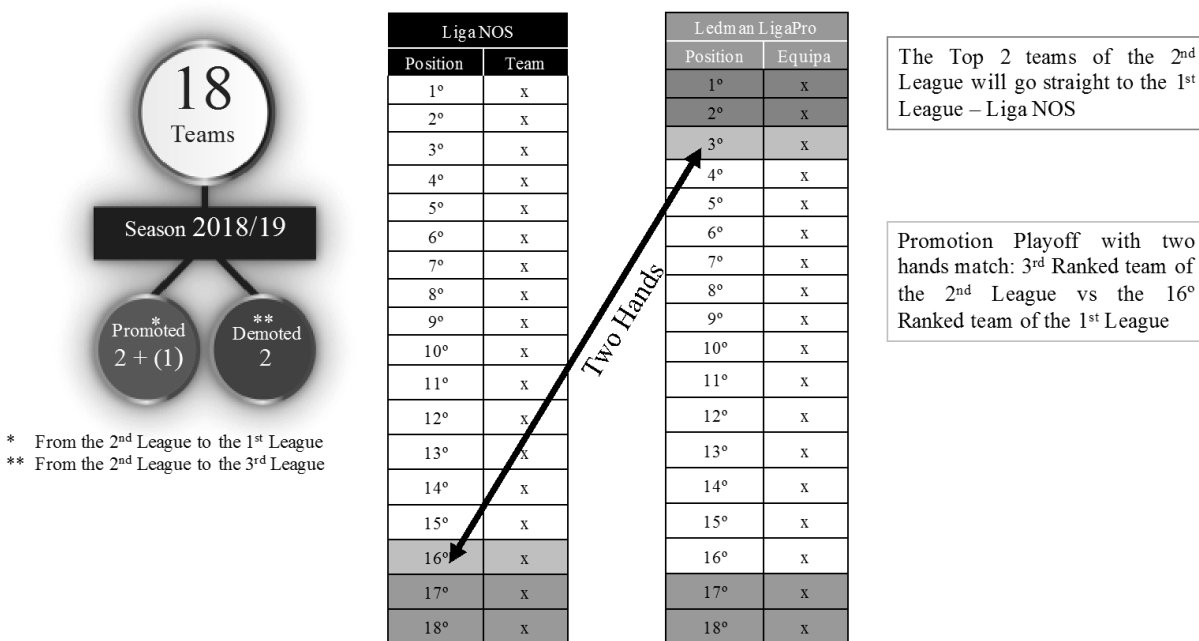 18
Teams
Season 2018/19
Promoted*
2 + (1)
**
Demoted
2
* From the 2nd League to the 1st League
** From the 2nd League to the 3rd League
Liga NOS
Position Team
1º x
2º x
3º x
4º x
5º x
6º x
7º x
8º x
9º x
10º x
11º x
12º x
13º x
14º x
15º x
16º x
17º x
18º x
Two Hands
Ledman LigaPro
Position Equipa
1º x
2º x
3º x
4º x
5º x
6º x
7º x
8º x
9º x
10º x
11º x
12º x
13º x
14º x
15º x
16º x
17º x
18º x
The Top 2 teams of the 2nd
League will go straight to the 1st
League – Liga NOS
Promotion Playoff with two
hands match: 3rd Ranked team of
the 2nd League vs the 16º
Ranked team of the 1st League